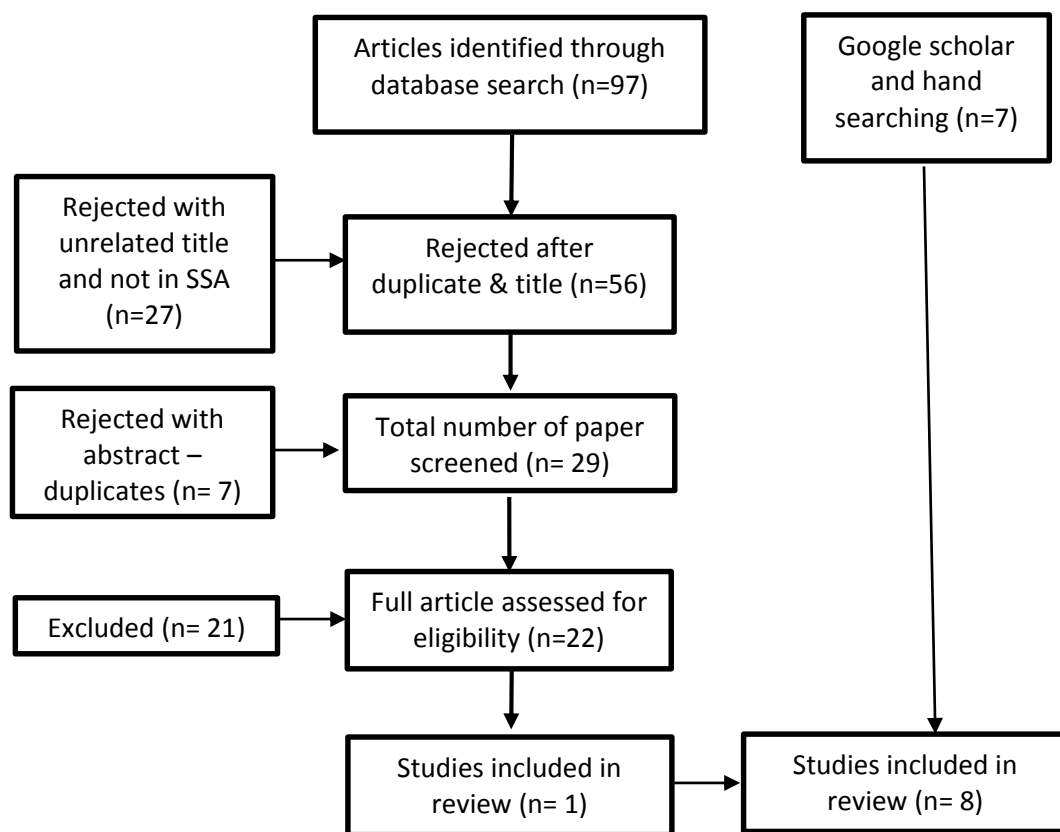 Articles identified through
database search (n=97)
Google scholar
and hand
searching (n=7)
Rejected with
unrelated title
and not in SSA
(n=27)
Rejected after
duplicate & title (n=56)
Rejected with
abstract –
duplicates (n= 7)
Total number of paper
screened (n= 29)
Excluded (n= 21)
Full article assessed for
eligibility (n=22)
Studies included in
review (n= 1)
Studies included in
review (n= 8)